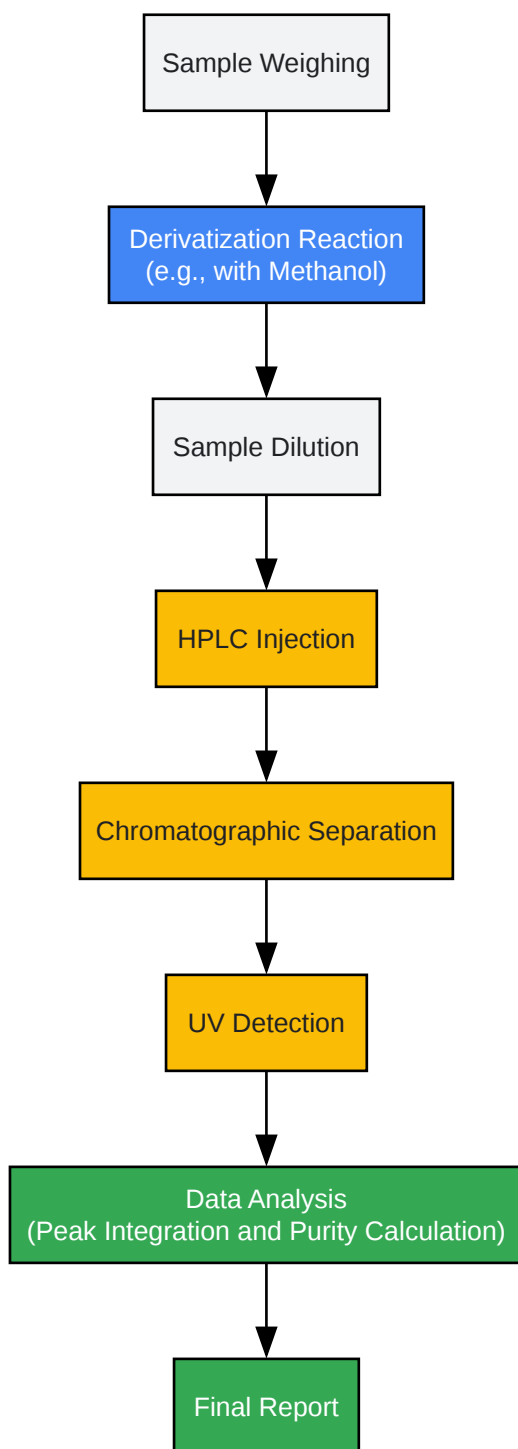 Sample Weighing
Derivatization Reaction
(e.g., with Methanol)
Sample Dilution
HPLC Injection
Chromatographic Separation
UV Detection
Data Analysis
(Peak Integration and Purity Calculation)
Final Report